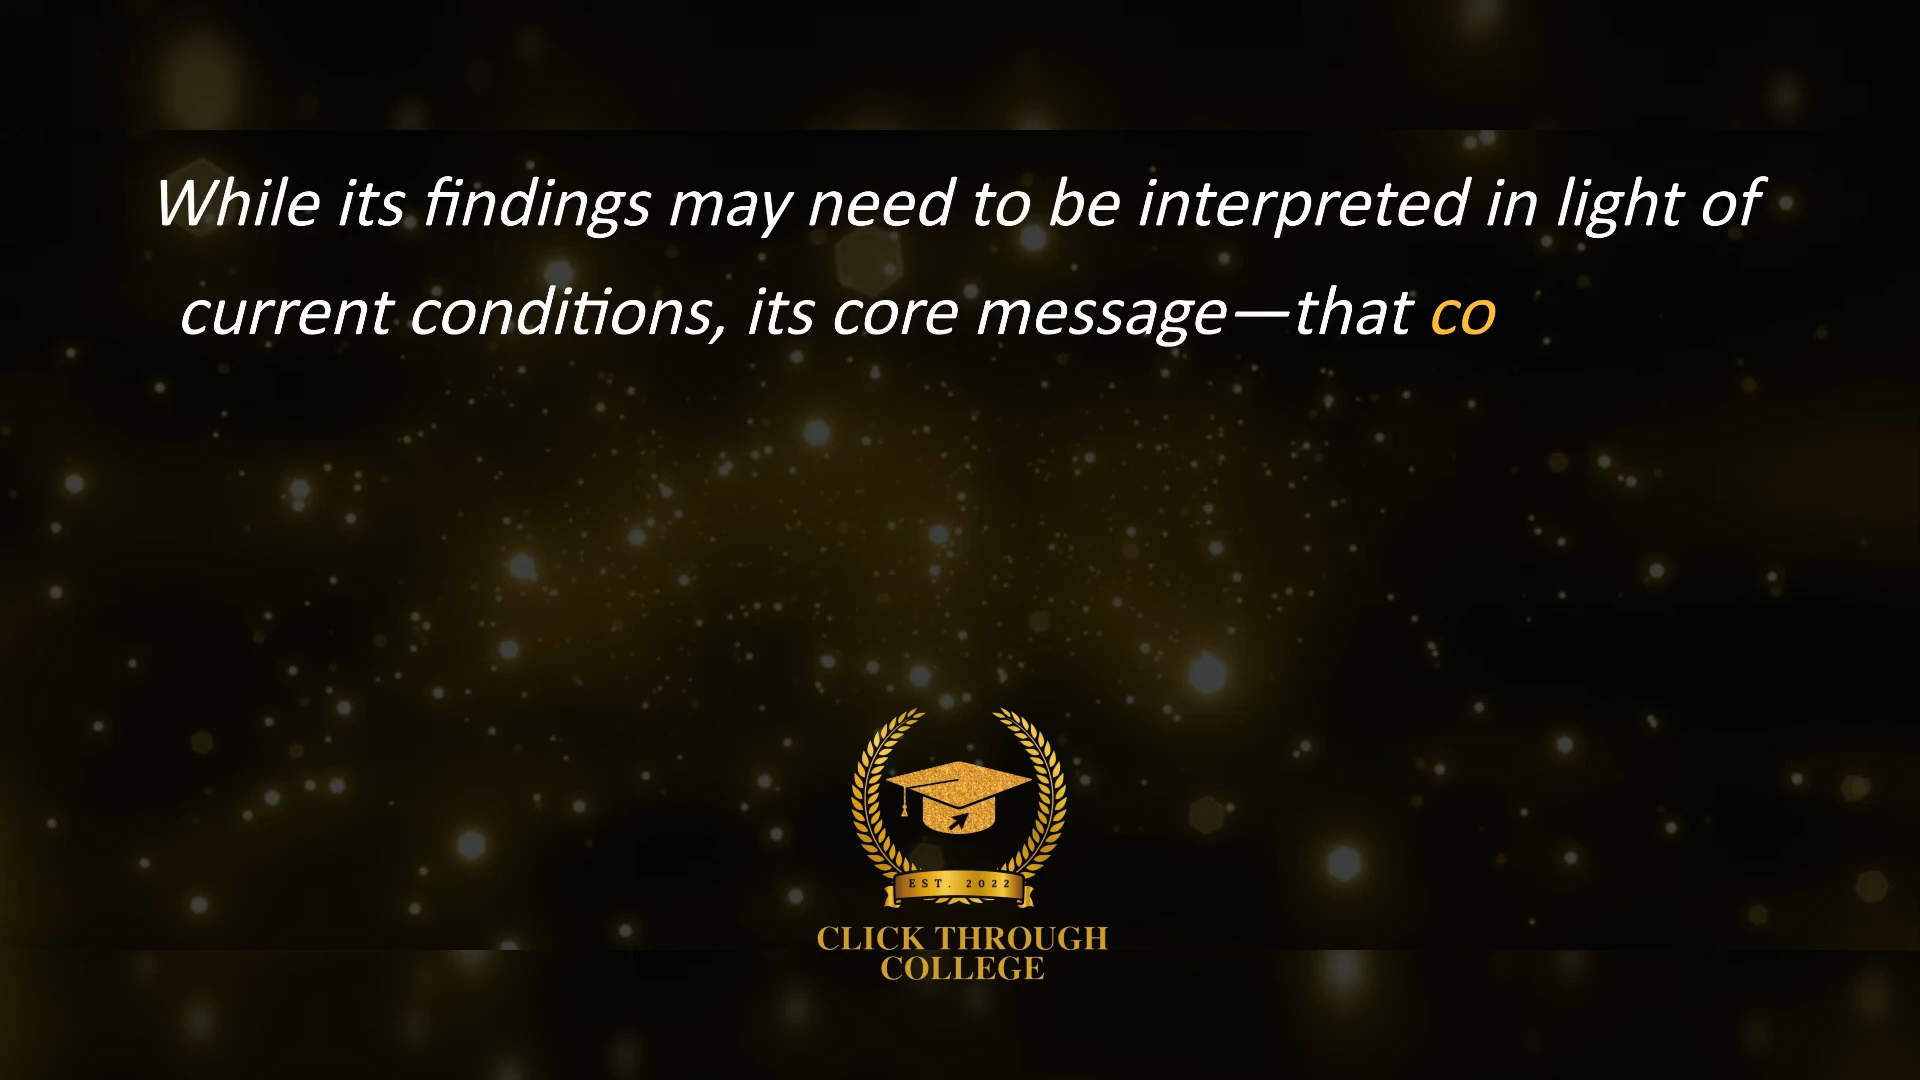 While its findings may need to be interpreted in light of
current conditions, its core message—that co
EST. 2022
CLICK THROUGH
COLLEGE